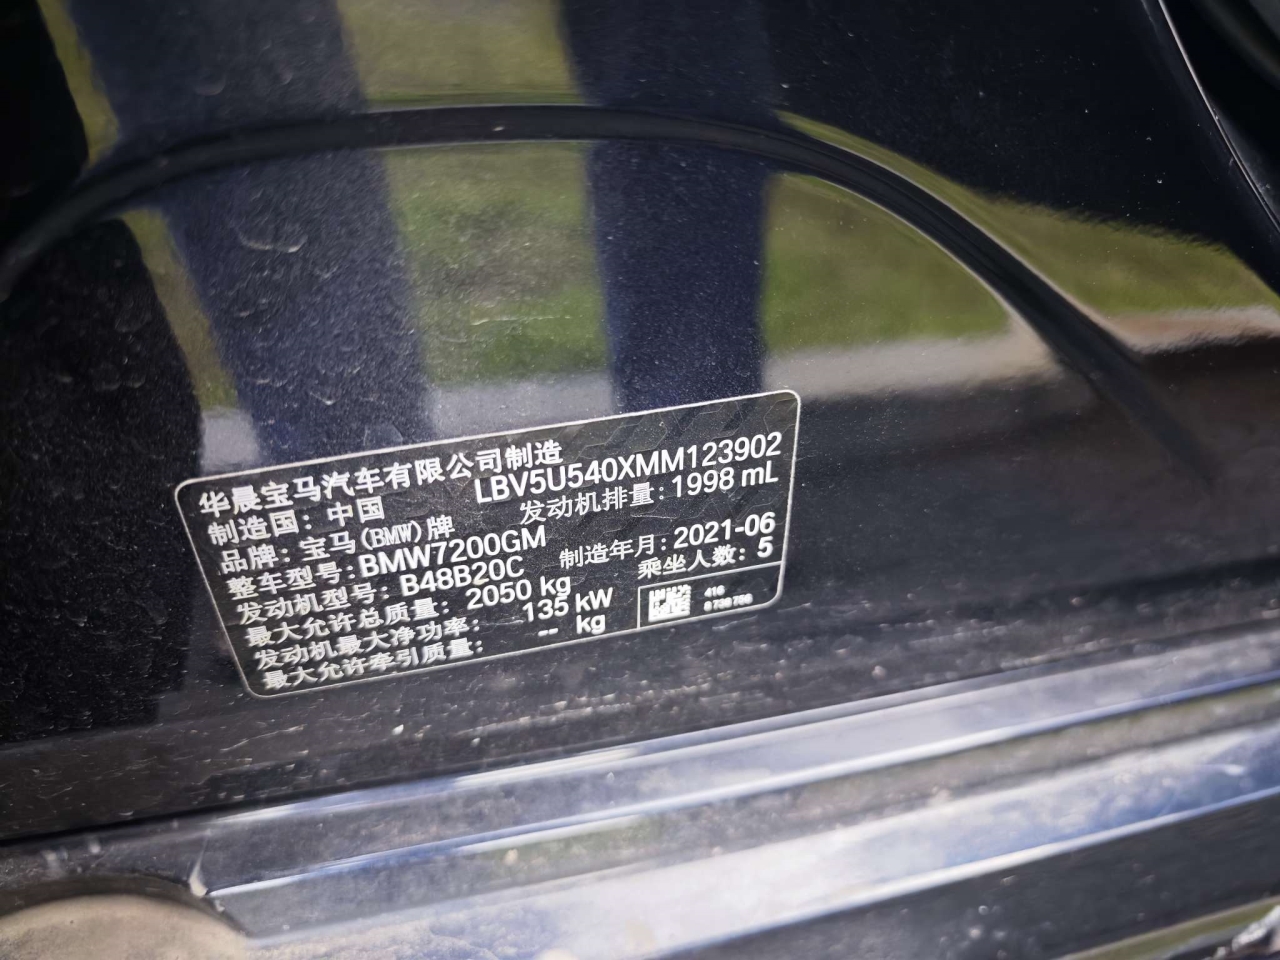 华晨宝马汽车有限公司制造
制造国：中国 LBV5U540XMM123902
品牌：宝马(BMW)牌 发动机排量：1998 mL
整车型号：BMW7200GM
发动机型号：B48B20C 制造年月：2021-06
最大允许总质量：2050 kg 乘坐人数：5
发动机最大净功率：135 kW
最大允许牵引质量：-- kg
416